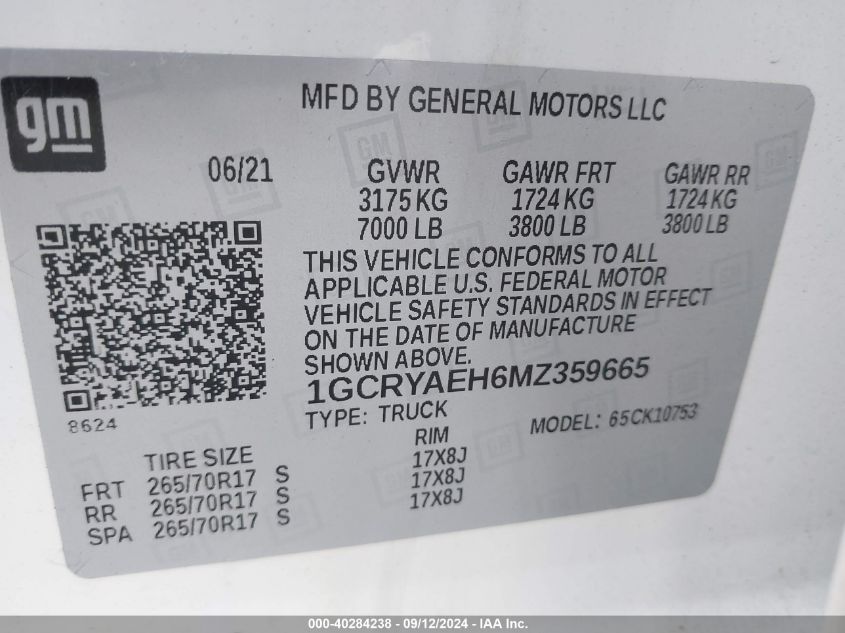 gm
MFD BY GENERAL MOTORS LLC
06/21 GVWR GAWR FRT GAWR RR
3175 KG 1724 KG 1724 KG
7000 LB 3800 LB 3800 LB
THIS VEHICLE CONFORMS TO ALL
APPLICABLE U.S. FEDERAL MOTOR
VEHICLE SAFETY STANDARDS IN EFFECT
ON THE DATE OF MANUFACTURE
SHOWN ABOVE.
1GCRYAEH6MZ359665
8624
TYPE: TRUCK MODEL: 65CK10753
TIRE SIZE RIM
FRT 265/70R17 S 17X8J
RR 265/70R17 S 17X8J
SPA 265/70R17 S 17X8J
000-40284238 - 09/12/2024 - IAA Inc.